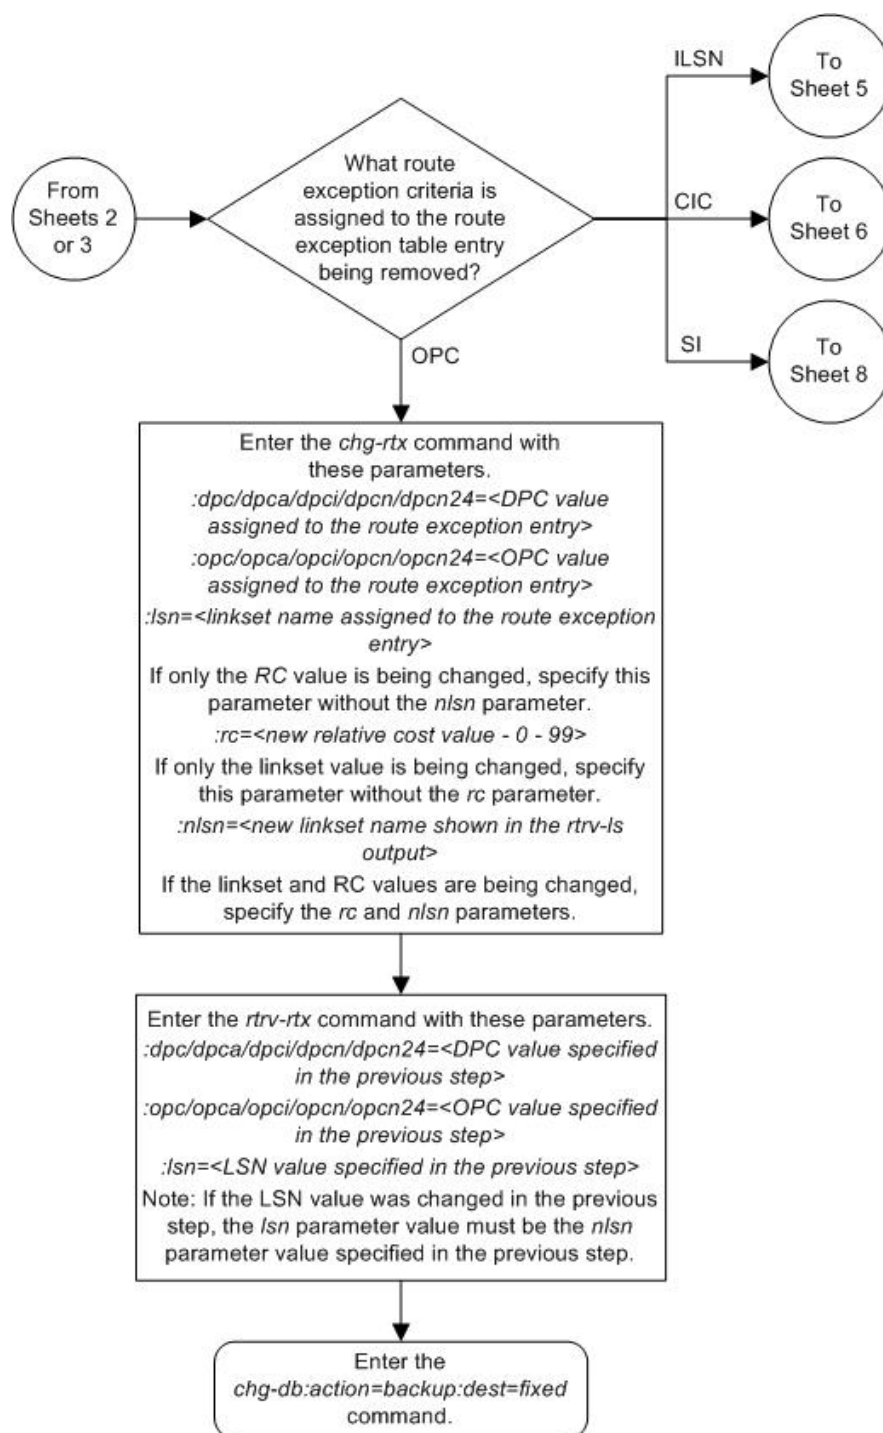 From
Sheets 2
or 3
What route
exception criteria is
assigned to the route
exception table entry
being removed?
ILSN
To
Sheet 5
CIC
To
Sheet 6
SI
To
Sheet 8
OPC
Enter the chg-rtx command with
these parameters.
:dpc/dpca/dpci/dpcn/dpcn24=<DPC value
assigned to the route exception entry>
:opc/opca/opci/opcn/opcn24=<OPC value
assigned to the route exception entry>
:lsn=<linkset name assigned to the route exception
entry>
If only the RC value is being changed, specify this
parameter without the nlsn parameter.
:rc=<new relative cost value - 0 - 99>
If only the linkset value is being changed, specify
this parameter without the rc parameter.
:nlsn=<new linkset name shown in the rtrv-ls
output>
If the linkset and RC values are being changed,
specify the rc and nlsn parameters.
Enter the rtrv-rtx command with these parameters.
:dpc/dpca/dpci/dpcn/dpcn24=<DPC value specified
in the previous step>
:opc/opca/opci/opcn/opcn24=<OPC value specified
in the previous step>
:lsn=<LSN value specified in the previous step>
Note: If the LSN value was changed in the previous
step, the lsn parameter value must be the nlsn
parameter value specified in the previous step.
Enter the
chg-db:action=backup:dest=fixed
command.